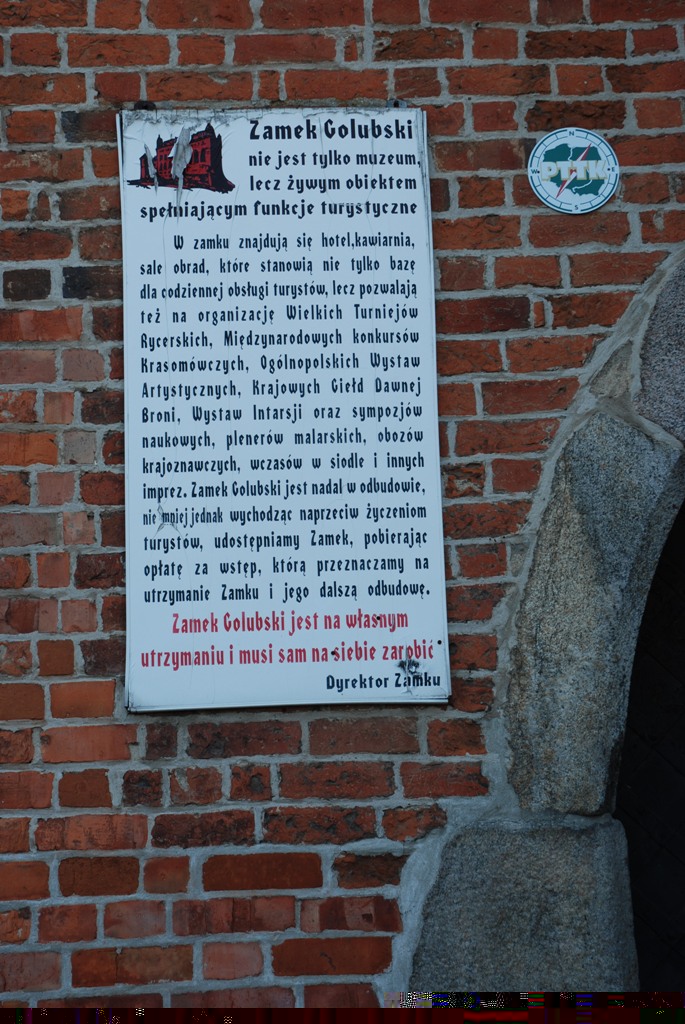 Zamek Golubski
nie jest tylko muzeum,
lecz żywym obiektem
spełniającym funkcje turystyczne
W zamku znajdują się hotel,kawiarnia,
sale obrad, które stanowią nie tylko bazę
dla codziennej obsługi turystów, lecz pozwalają
też na organizację Wielkich Turniejów
Rycerskich, Międzynarodowych konkursów
Krasomówczych, Ogólnopolskich Wystaw
Artystycznych, Krajowych Giełd Dawnej
Broni, Wystaw Intarsji oraz sympozjów
naukowych, plenerów malarskich, obozów
krajoznawczych, wczasów w siodle i innych
imprez. Zamek Golubski jest nadal w odbudowie,
nie mniej jednak wychodząc naprzeciw życzeniom
turystów, udostępniamy Zamek, pobierając
opłatę za wstęp, którą przeznaczamy na
utrzymanie Zamku i jego dalszą odbudowę.
Zamek Golubski jest na własnym
utrzymaniu i musi sam na siebie zarobić
Dyrektor Zamku
N
W E
PTTK
S